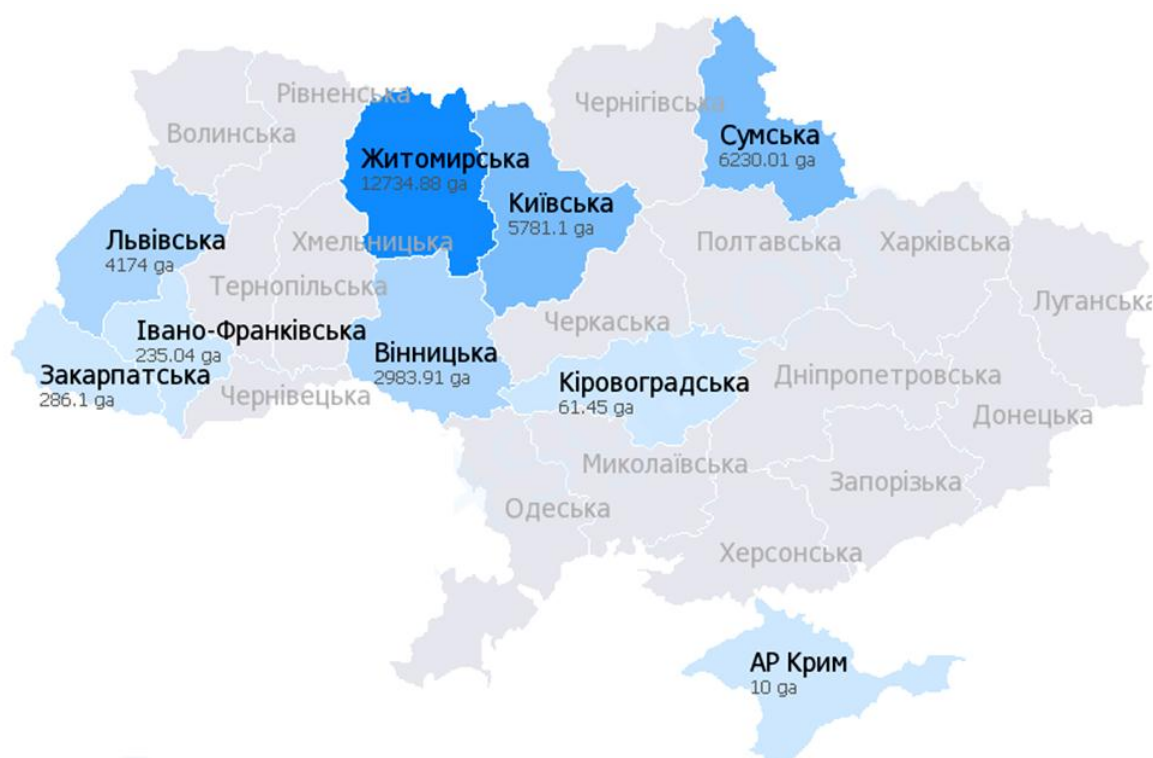 Рівненська
Чернігівська
Волинська
Сумська
6230.01 ga
Житомирська
12734.88 ga
Київська
5781.1 ga
Львівська
4174 ga
Хмельницька
Полтавська
Харківська
Тернопільська
Луганська
Черкаська
Івано-Франківська
235.04 ga
Вінницька
2983.91 ga
Закарпатська
286.1 ga
Чернівецька
Кіровоградська
61.45 ga
Дніпропетровська
Донецька
Миколаївська
Запорізька
Одеська
Херсонська
АР Крим
10 ga